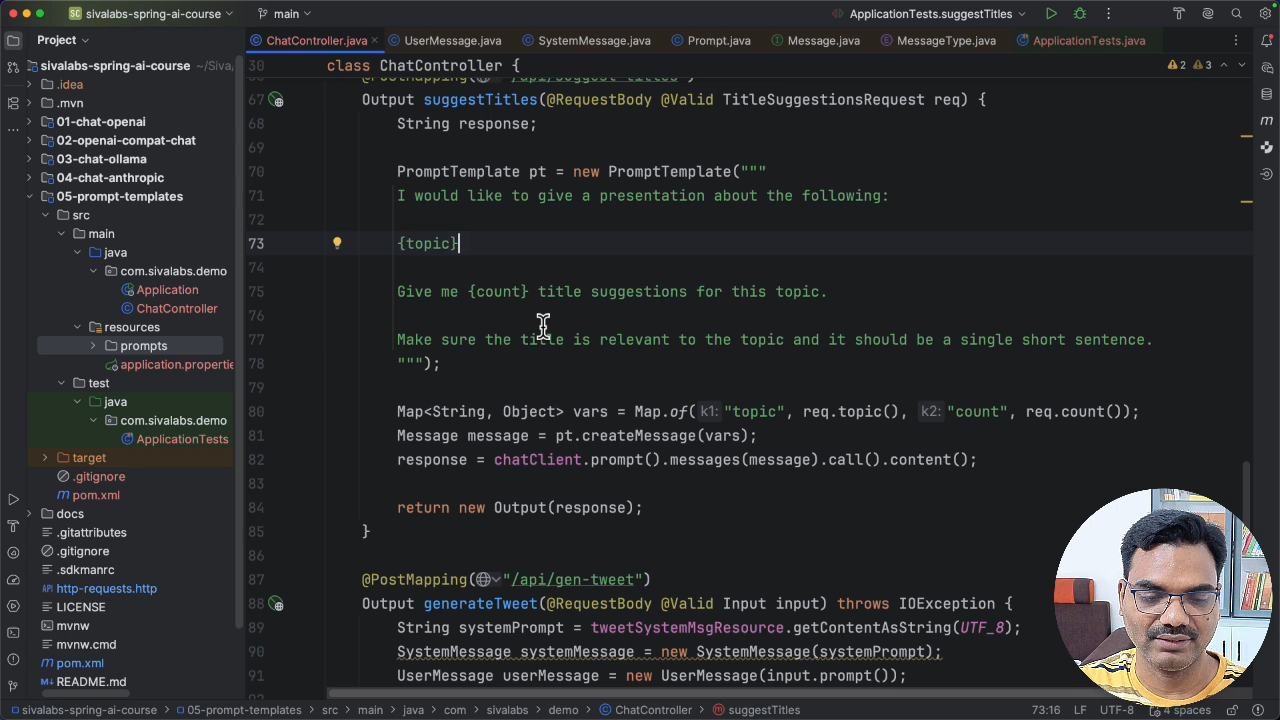 SC sivalabs-spring-ai-course main ApplicationTests.suggestTitles
Project
sivalabs-spring-ai-course ~/Siva
.idea
.mvn
01-chat-openai
02-openai-compat-chat
03-chat-ollama
04-chat-anthropic
05-prompt-templates
src
main
java
com.sivalabs.demo
Application
ChatController
resources
prompts
application.properti
test
java
com.sivalabs.demo
ApplicationTests
target
.gitignore
pom.xml
docs
.gitattributes
.gitignore
.sdkmanrc
http-requests.http
LICENSE
mvnw
mvnw.cmd
pom.xml
README.md
ChatController.java UserMessage.java SystemMessage.java Prompt.java Message.java MessageType.java ApplicationTests.java
30 class ChatController { 2 3
@PostMapping("/api/suggest-titles")
67 Output suggestTitles(@RequestBody @Valid TitleSuggestionsRequest req) {
68 String response;
69
70 PromptTemplate pt = new PromptTemplate("""
71 I would like to give a presentation about the following:
72
73 {topic}
74
75 Give me {count} title suggestions for this topic.
76
77 Make sure the title is relevant to the topic and it should be a single short sentence.
78 """);
79
80 Map<String, Object> vars = Map.of( k1: "topic", req.topic(), k2: "count", req.count());
81 Message message = pt.createMessage(vars);
82 response = chatClient.prompt().messages(message).call().content();
83
84 return new Output(response);
85 }
86
87 @PostMapping("/api/gen-tweet")
88 Output generateTweet(@RequestBody @Valid Input input) throws IOException {
89 String systemPrompt = tweetSystemMsgResource.getContentAsString(UTF_8);
90 SystemMessage systemMessage = new SystemMessage(systemPrompt);
91 UserMessage userMessage = new UserMessage(input.prompt());
sivalabs-spring-ai-course > 05-prompt-templates > src > main > java > com > sivalabs > demo > ChatController > suggestTitles 73:16 LF UTF-8 4 spaces